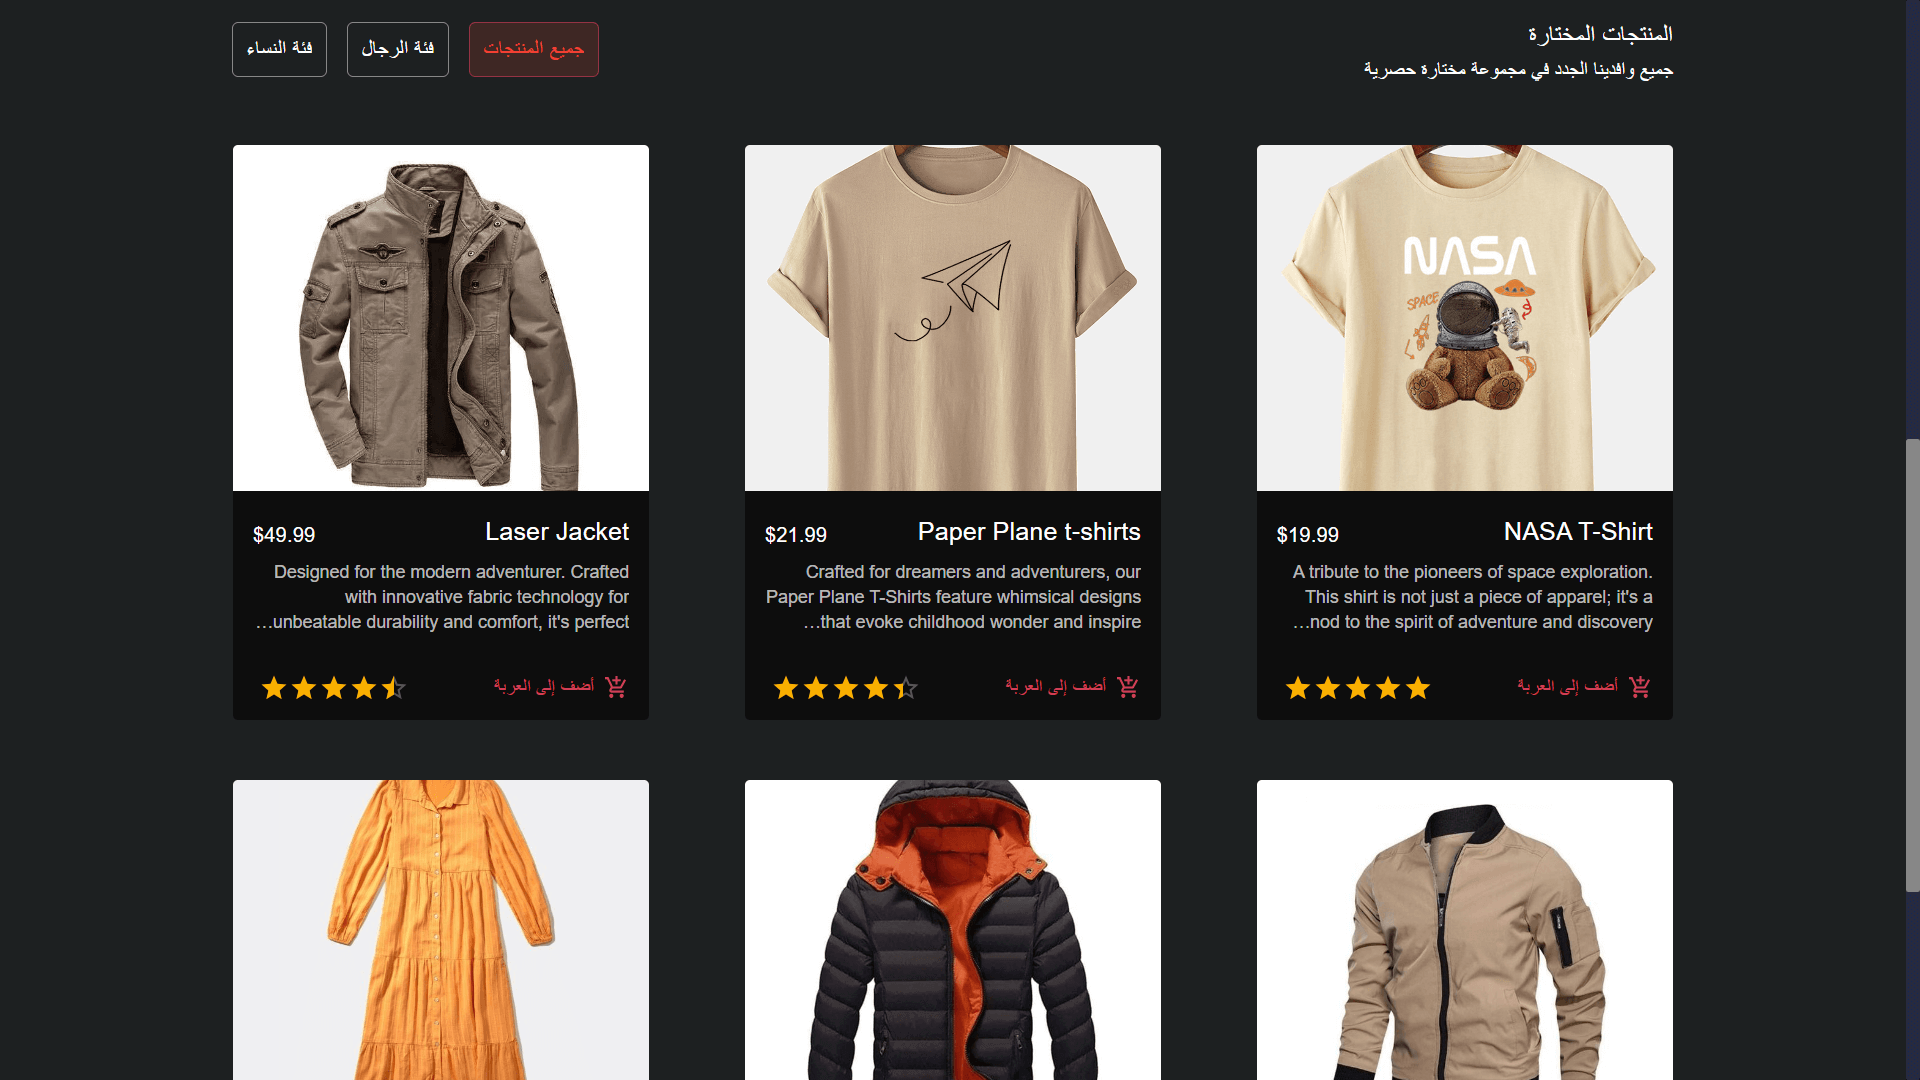 المنتجات المختارة
جميع وافدينا الجدد في مجموعة مختارة حصرية
جميع المنتجات
فئة الرجال
فئة النساء
NASA
SPACE
NASA T-Shirt
$19.99
A tribute to the pioneers of space exploration.
This shirt is not just a piece of apparel; it's a
nod to the spirit of adventure and discovery…
أضف إلى العربة
Paper Plane t-shirts
$21.99
Crafted for dreamers and adventurers, our
Paper Plane T-Shirts feature whimsical designs
that evoke childhood wonder and inspire…
أضف إلى العربة
Laser Jacket
$49.99
Designed for the modern adventurer. Crafted
with innovative fabric technology for
unbeatable durability and comfort, it's perfect…
أضف إلى العربة